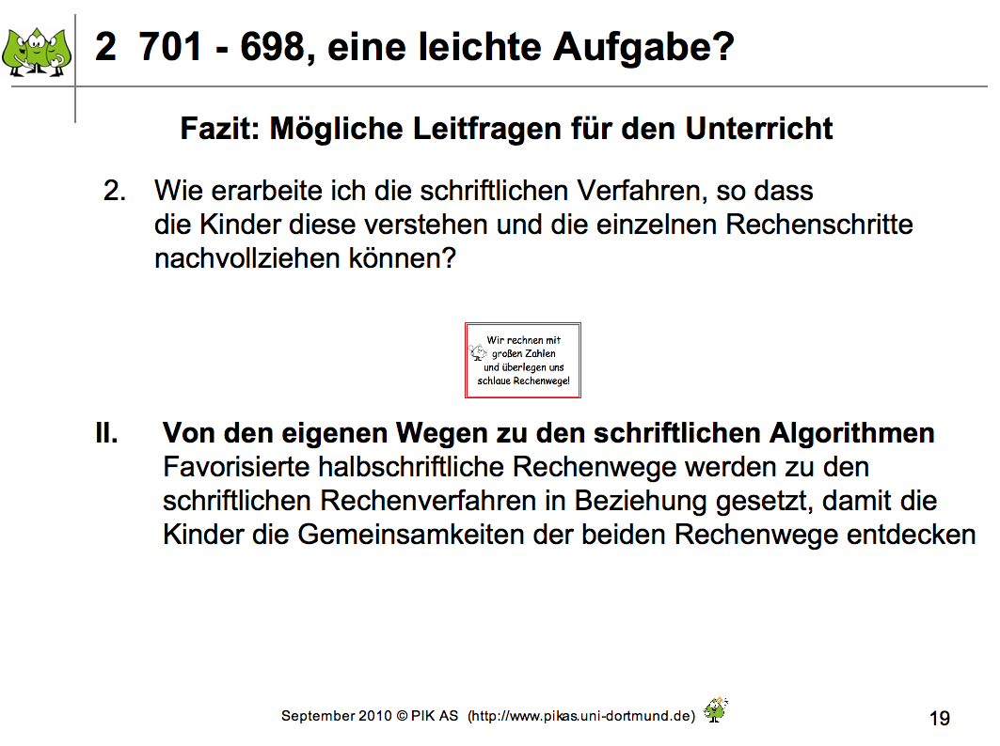 2 701 - 698, eine leichte Aufgabe?
Fazit: Mögliche Leitfragen für den Unterricht
2. Wie erarbeite ich die schriftlichen Verfahren, so dass
die Kinder diese verstehen und die einzelnen Rechenschritte
nachvollziehen können?
Wir rechnen mit
großen Zahlen
und überlegen uns
schlaue Rechenwege!
II. Von den eigenen Wegen zu den schriftlichen Algorithmen
Favorisierte halbschriftliche Rechenwege werden zu den
schriftlichen Rechenverfahren in Beziehung gesetzt, damit die
Kinder die Gemeinsamkeiten der beiden Rechenwege entdecken
September 2010 © PIK AS (http://www.pikas.uni-dortmund.de)
19